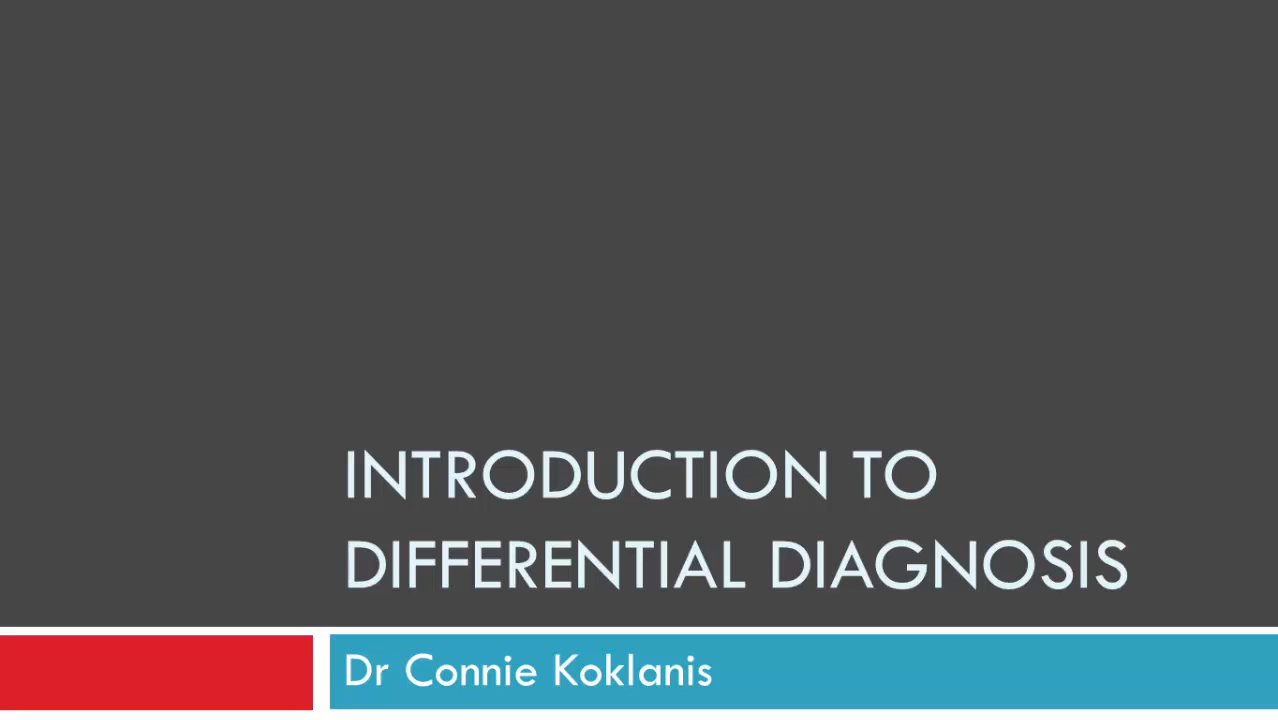 INTRODUCTION TO
DIFFERENTIAL DIAGNOSIS
Dr Connie Koklanis